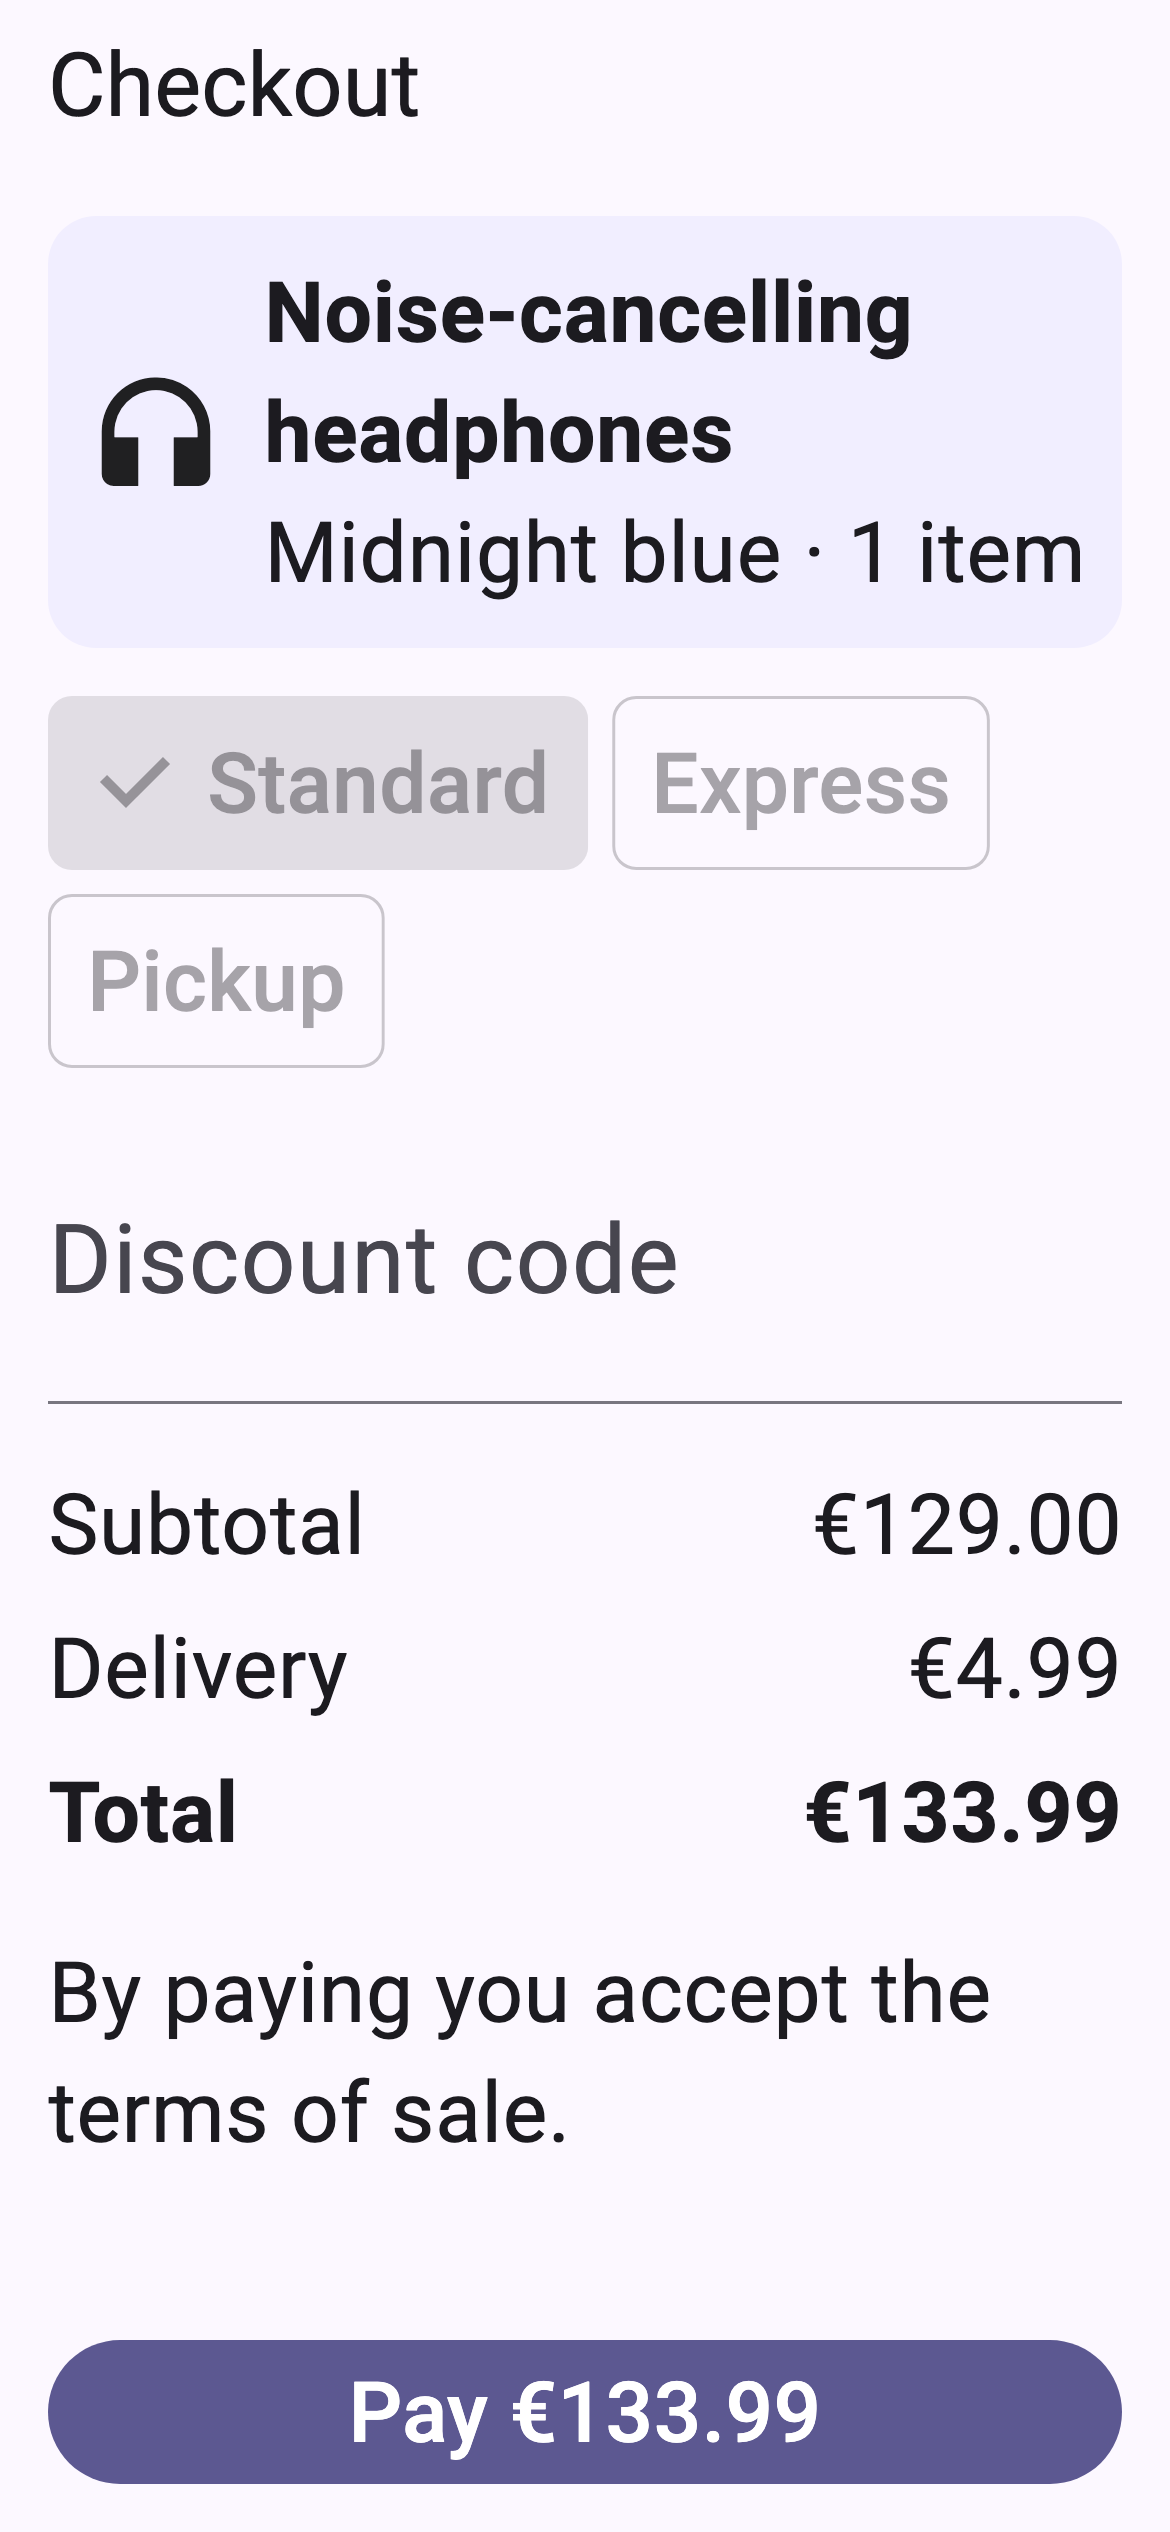 Checkout
Noise-cancelling
headphones
Midnight blue · 1 item
Standard
Express
Pickup
Discount code
Subtotal €129.00
Delivery €4.99
Total €133.99
By paying you accept the
terms of sale.
Pay €133.99